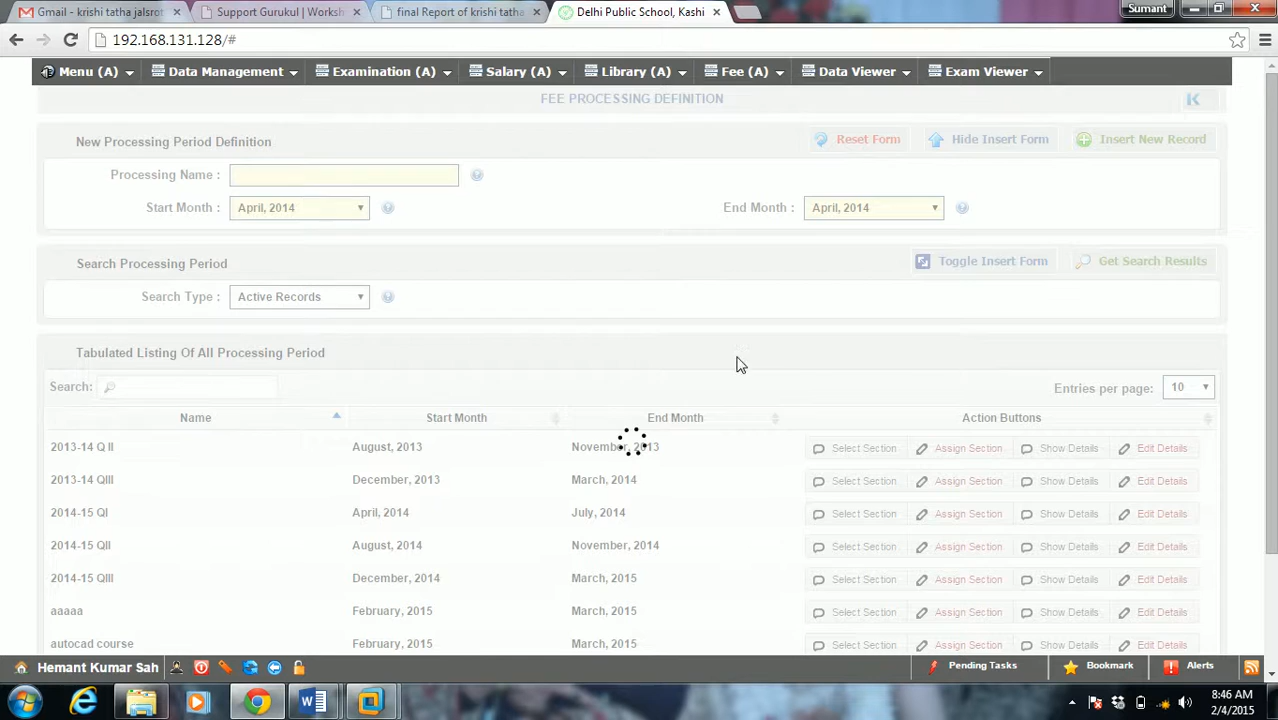 Gmail - krishi tatha jalsrot
Support Gurukul | Worksh
final Report of krishi tatha
Delhi Public School, Kashi
Sumant
192.168.131.128/#
Menu (A)
Data Management
Examination (A)
Salary (A)
Library (A)
Fee (A)
Data Viewer
Exam Viewer
FEE PROCESSING DEFINITION
New Processing Period Definition
Reset Form
Hide Insert Form
Insert New Record
Processing Name :
Start Month : April, 2014
End Month : April, 2014
Search Processing Period
Toggle Insert Form
Get Search Results
Search Type : Active Records
Tabulated Listing Of All Processing Period
Search:
Entries per page: 10
Name Start Month End Month Action Buttons
2013-14 Q II August, 2013 November, 2013 Select Section Assign Section Show Details Edit Details
2013-14 QIII December, 2013 March, 2014 Select Section Assign Section Show Details Edit Details
2014-15 QI April, 2014 July, 2014 Select Section Assign Section Show Details Edit Details
2014-15 QII August, 2014 November, 2014 Select Section Assign Section Show Details Edit Details
2014-15 QIII December, 2014 March, 2015 Select Section Assign Section Show Details Edit Details
aaaaa February, 2015 March, 2015 Select Section Assign Section Show Details Edit Details
autocad course February, 2015 March, 2015 Select Section Assign Section Show Details Edit Details
Hemant Kumar Sah
Pending Tasks
Bookmark
Alerts
8:46 AM
2/4/2015